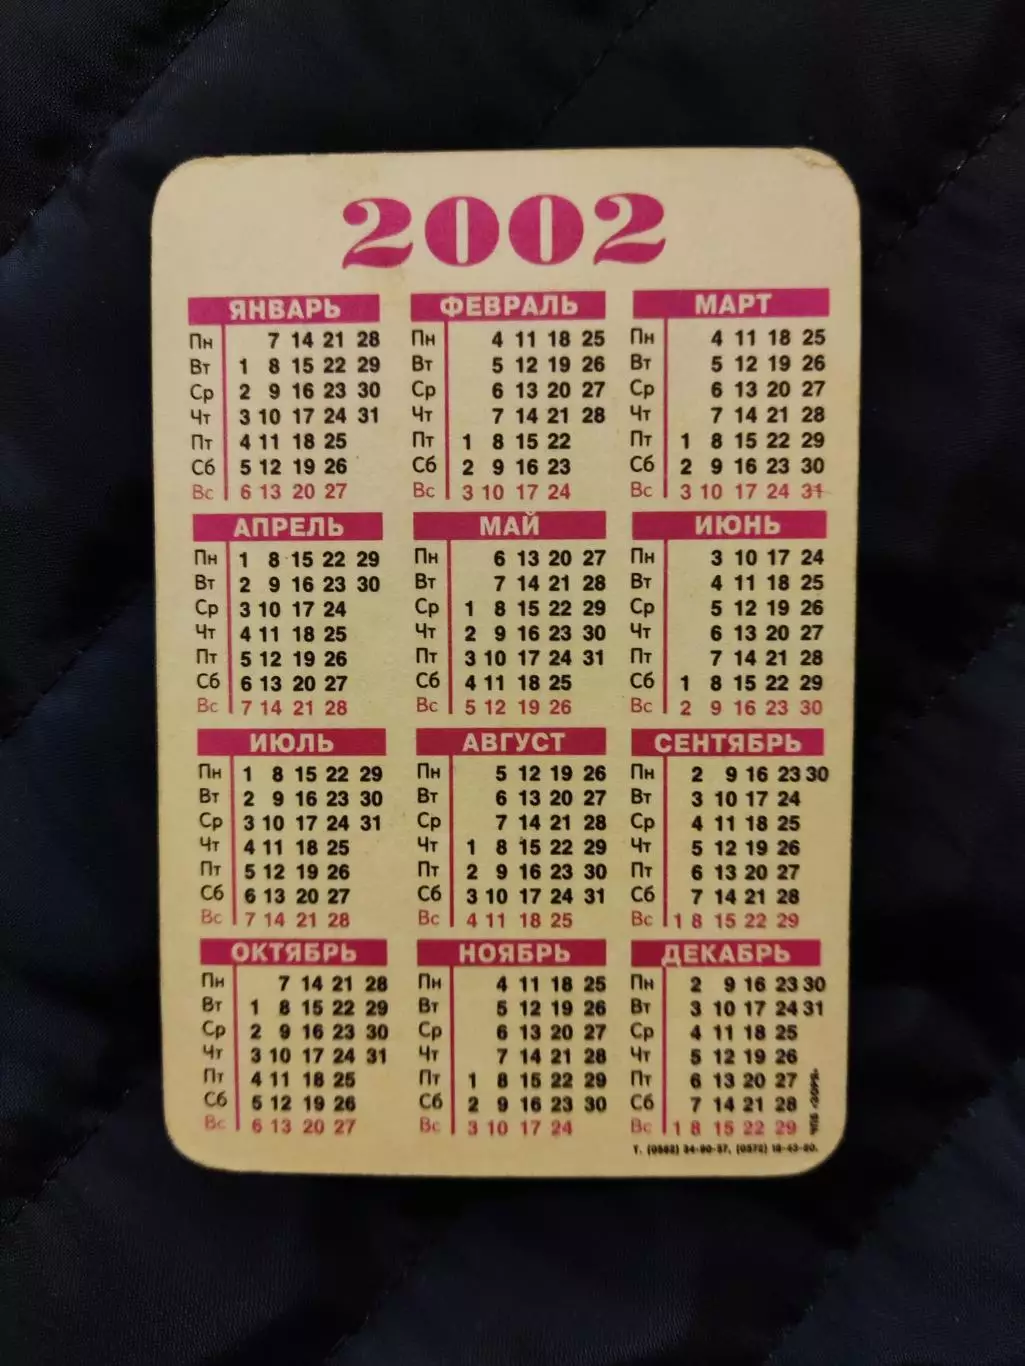 2002
ЯНВАРЬ
Пн 7 14 21 28
Вт 1 8 15 22 29
Ср 2 9 16 23 30
Чт 3 10 17 24 31
Пт 4 11 18 25
Сб 5 12 19 26
Вс 6 13 20 27
ФЕВРАЛЬ
Пн 4 11 18 25
Вт 5 12 19 26
Ср 6 13 20 27
Чт 7 14 21 28
Пт 1 8 15 22
Сб 2 9 16 23
Вс 3 10 17 24
МАРТ
Пн 4 11 18 25
Вт 5 12 19 26
Ср 6 13 20 27
Чт 7 14 21 28
Пт 1 8 15 22 29
Сб 2 9 16 23 30
Вс 3 10 17 24 31
АПРЕЛЬ
Пн 1 8 15 22 29
Вт 2 9 16 23 30
Ср 3 10 17 24
Чт 4 11 18 25
Пт 5 12 19 26
Сб 6 13 20 27
Вс 7 14 21 28
МАЙ
Пн 6 13 20 27
Вт 7 14 21 28
Ср 1 8 15 22 29
Чт 2 9 16 23 30
Пт 3 10 17 24 31
Сб 4 11 18 25
Вс 5 12 19 26
ИЮНЬ
Пн 3 10 17 24
Вт 4 11 18 25
Ср 5 12 19 26
Чт 6 13 20 27
Пт 7 14 21 28
Сб 1 8 15 22 29
Вс 2 9 16 23 30
ИЮЛЬ
Пн 1 8 15 22 29
Вт 2 9 16 23 30
Ср 3 10 17 24 31
Чт 4 11 18 25
Пт 5 12 19 26
Сб 6 13 20 27
Вс 7 14 21 28
АВГУСТ
Пн 5 12 19 26
Вт 6 13 20 27
Ср 7 14 21 28
Чт 1 8 15 22 29
Пт 2 9 16 23 30
Сб 3 10 17 24 31
Вс 4 11 18 25
СЕНТЯБРЬ
Пн 2 9 16 23 30
Вт 3 10 17 24
Ср 4 11 18 25
Чт 5 12 19 26
Пт 6 13 20 27
Сб 7 14 21 28
Вс 1 8 15 22 29
ОКТЯБРЬ
Пн 7 14 21 28
Вт 1 8 15 22 29
Ср 2 9 16 23 30
Чт 3 10 17 24 31
Пт 4 11 18 25
Сб 5 12 19 26
Вс 6 13 20 27
НОЯБРЬ
Пн 4 11 18 25
Вт 5 12 19 26
Ср 6 13 20 27
Чт 7 14 21 28
Пт 1 8 15 22 29
Сб 2 9 16 23 30
Вс 3 10 17 24
ДЕКАБРЬ
Пн 2 9 16 23 30
Вт 3 10 17 24 31
Ср 4 11 18 25
Чт 5 12 19 26
Пт 6 13 20 27
Сб 7 14 21 28
Вс 1 8 15 22 29
ЧПБ «ЗОРЯ»
Т. (0562) 34-90-37, (0572) 18-43-20.